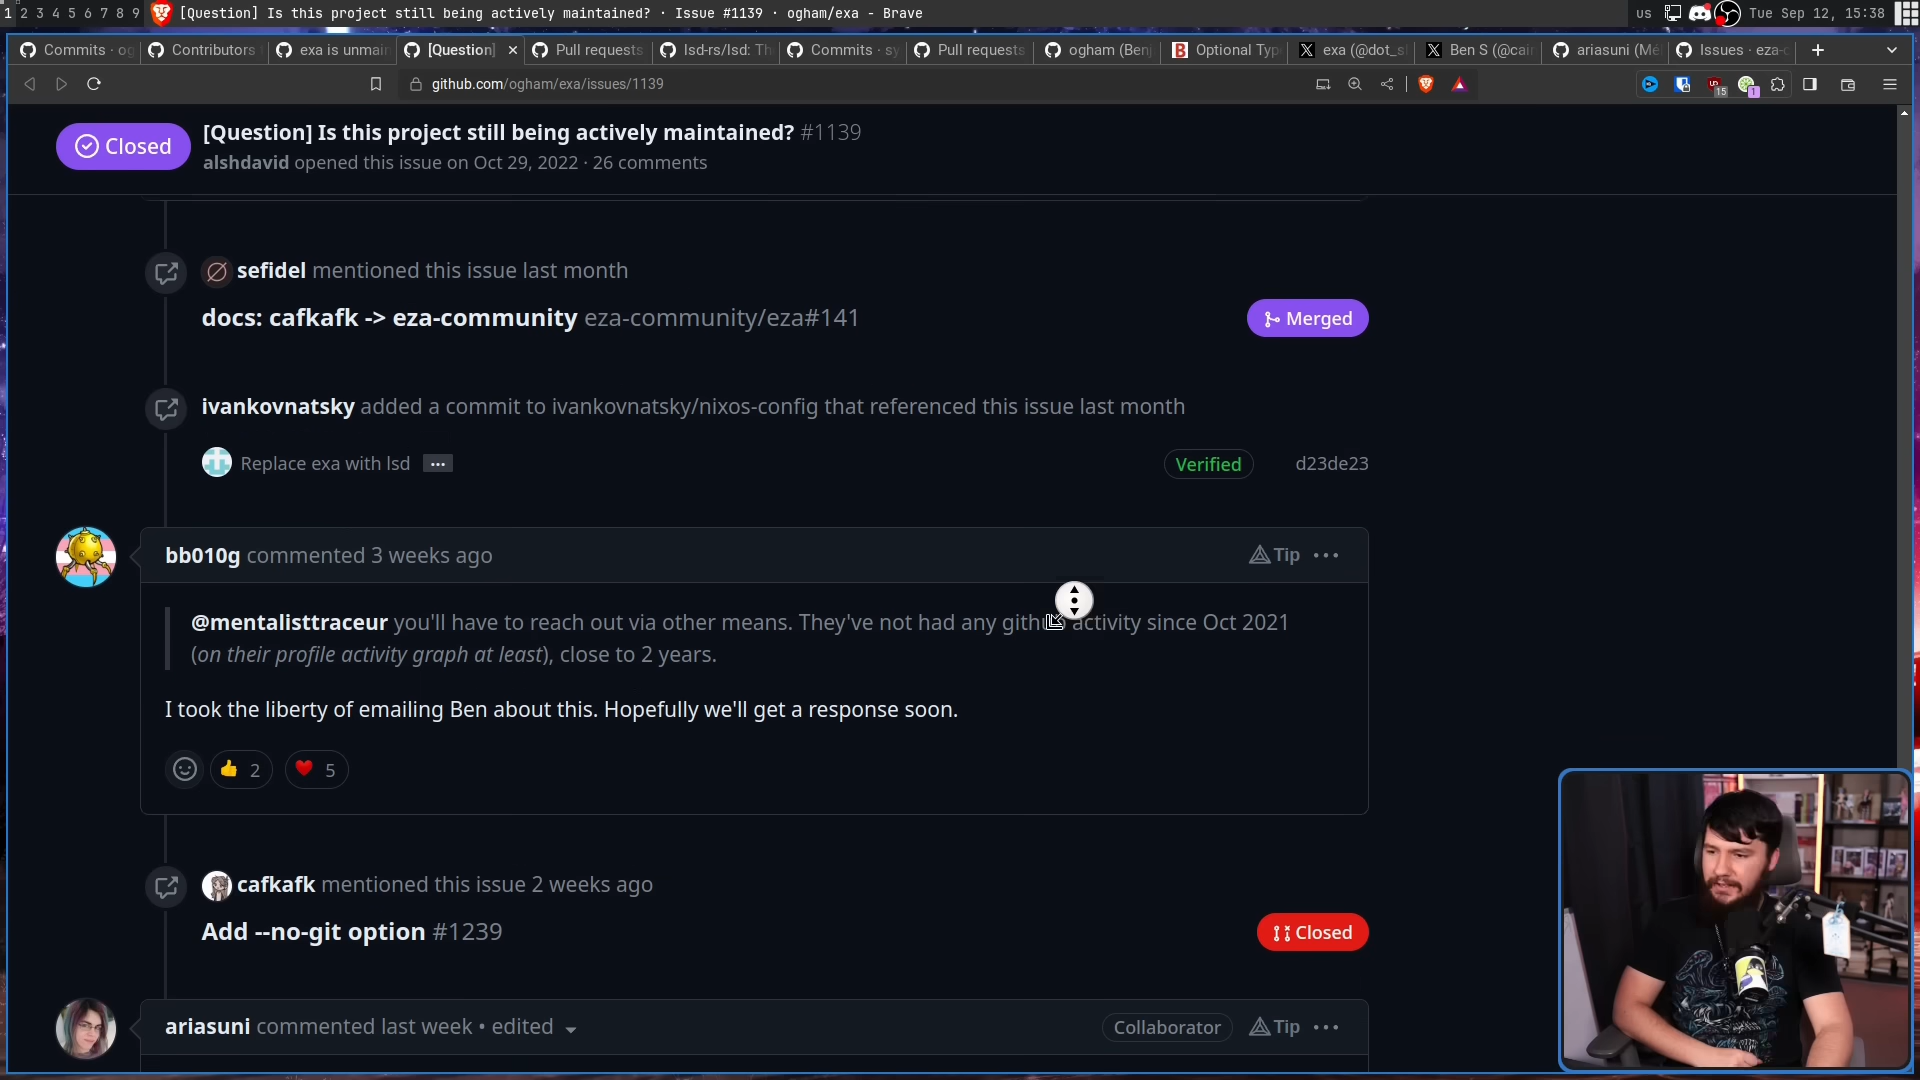 1 2 3 4 5 6 7 8 9 [Question] Is this project still being actively maintained? · Issue #1139 · ogham/exa - Brave us Tue Sep 12, 15:38
Commits · og Contributors exa is unmain [Question] Pull requests lsd-rs/lsd: Th Commits · sy Pull requests ogham (Benj Optional Typ exa (@dot_s Ben S (@cair ariasuni (Mél Issues · eza-c
github.com/ogham/exa/issues/1139 15 1
Closed
[Question] Is this project still being actively maintained? #1139
alshdavid opened this issue on Oct 29, 2022 · 26 comments
sefidel mentioned this issue last month
docs: cafkafk -> eza-community eza-community/eza#141 Merged
ivankovnatsky added a commit to ivankovnatsky/nixos-config that referenced this issue last month
Replace exa with lsd ... Verified d23de23
bb010g commented 3 weeks ago Tip ...
@mentalisttraceur you'll have to reach out via other means. They've not had any github activity since Oct 2021
(on their profile activity graph at least), close to 2 years.
I took the liberty of emailing Ben about this. Hopefully we'll get a response soon.
👍 2 ❤️ 5
cafkafk mentioned this issue 2 weeks ago
Add --no-git option #1239 Closed
ariasuni commented last week • edited Collaborator Tip ...